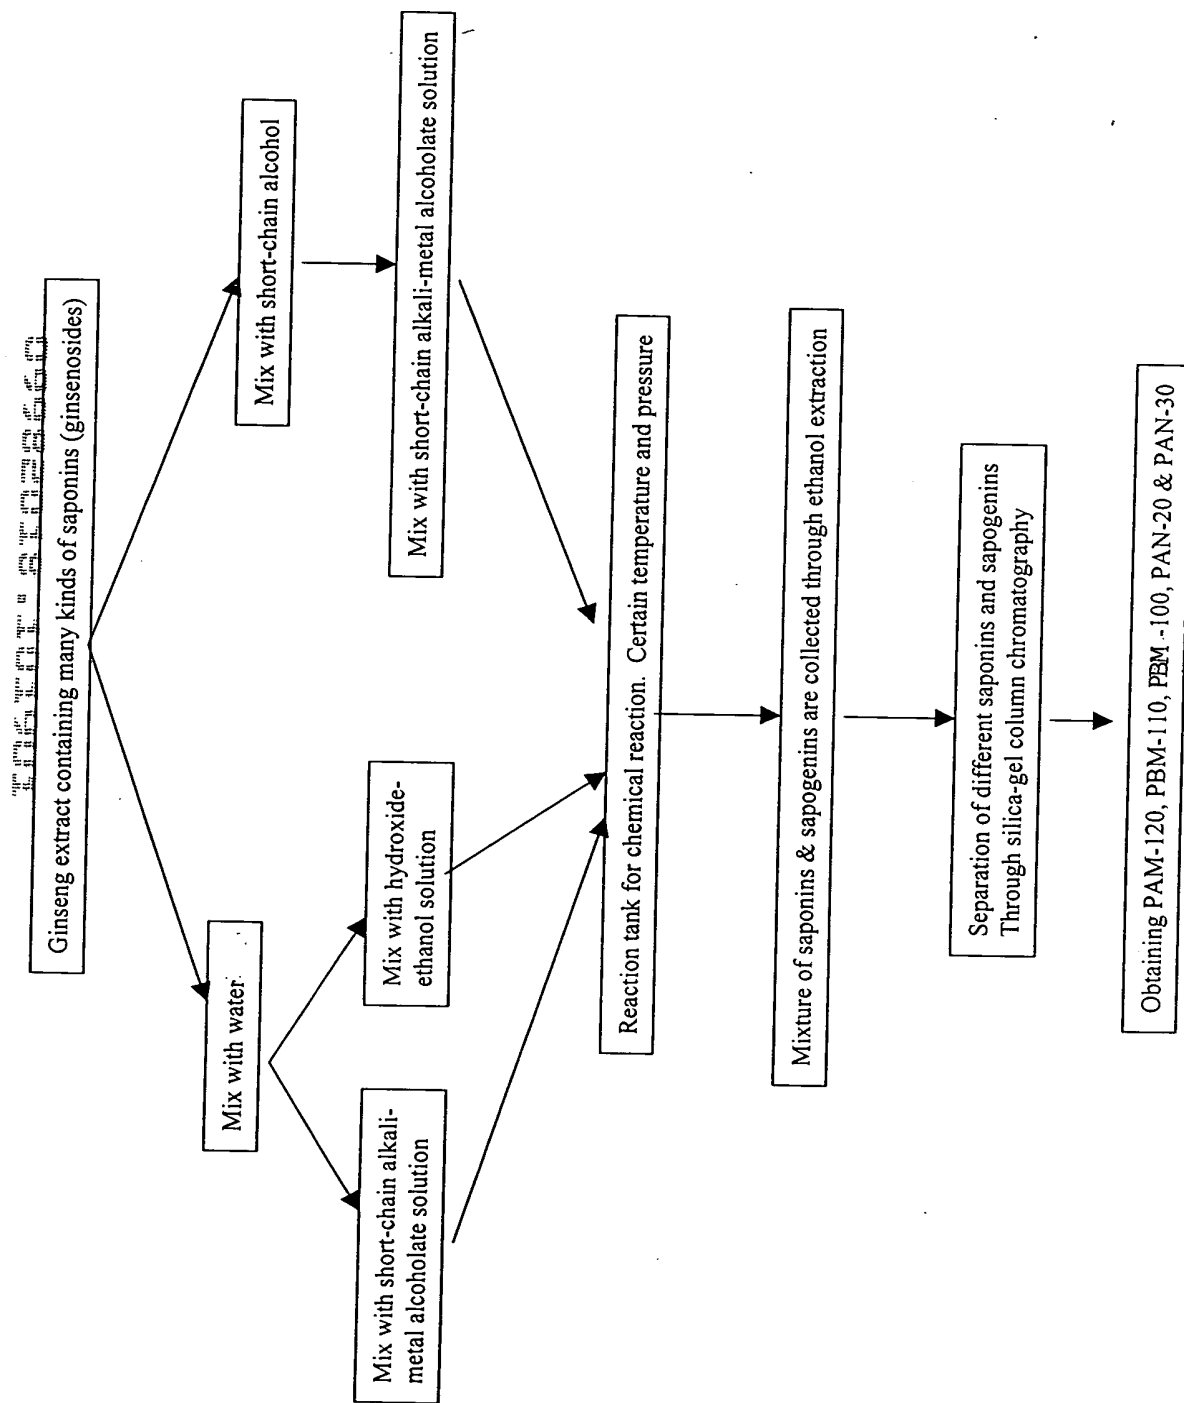 Ginseng extract containing many kinds of saponins (ginsenosides)
Mix with water
Mix with short-chain alcohol
Mix with short-chain alkali-
metal alcoholate solution
Mix with hydroxide-
ethanol solution
Mix with short-chain alkali-metal alcoholate solution
Reaction tank for chemical reaction. Certain temperature and pressure
Mixture of saponins & sapogenins are collected through ethanol extraction
Separation of different saponins and sapogenins
Through silica-gel column chromatography
Obtaining PAM-120, PBM-110, PBM-100, PAN-20 & PAN-30